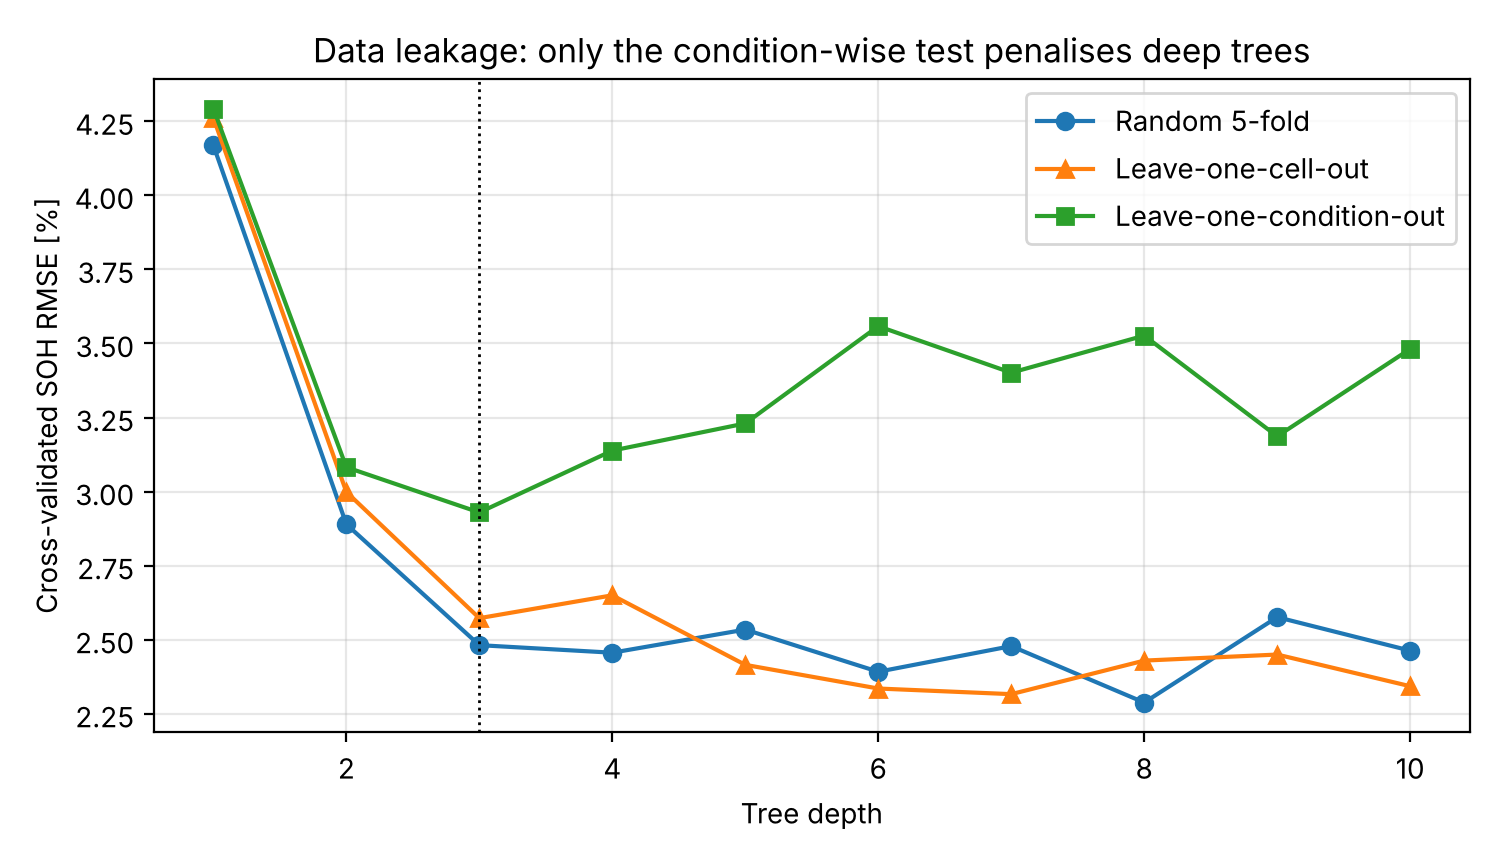 Data leakage: only the condition-wise test penalises deep trees
Random 5-fold
Leave-one-cell-out
Leave-one-condition-out
Cross-validated SOH RMSE [%]
4.25
4.00
3.75
3.50
3.25
3.00
2.75
2.50
2.25
2
4
6
8
10
Tree depth